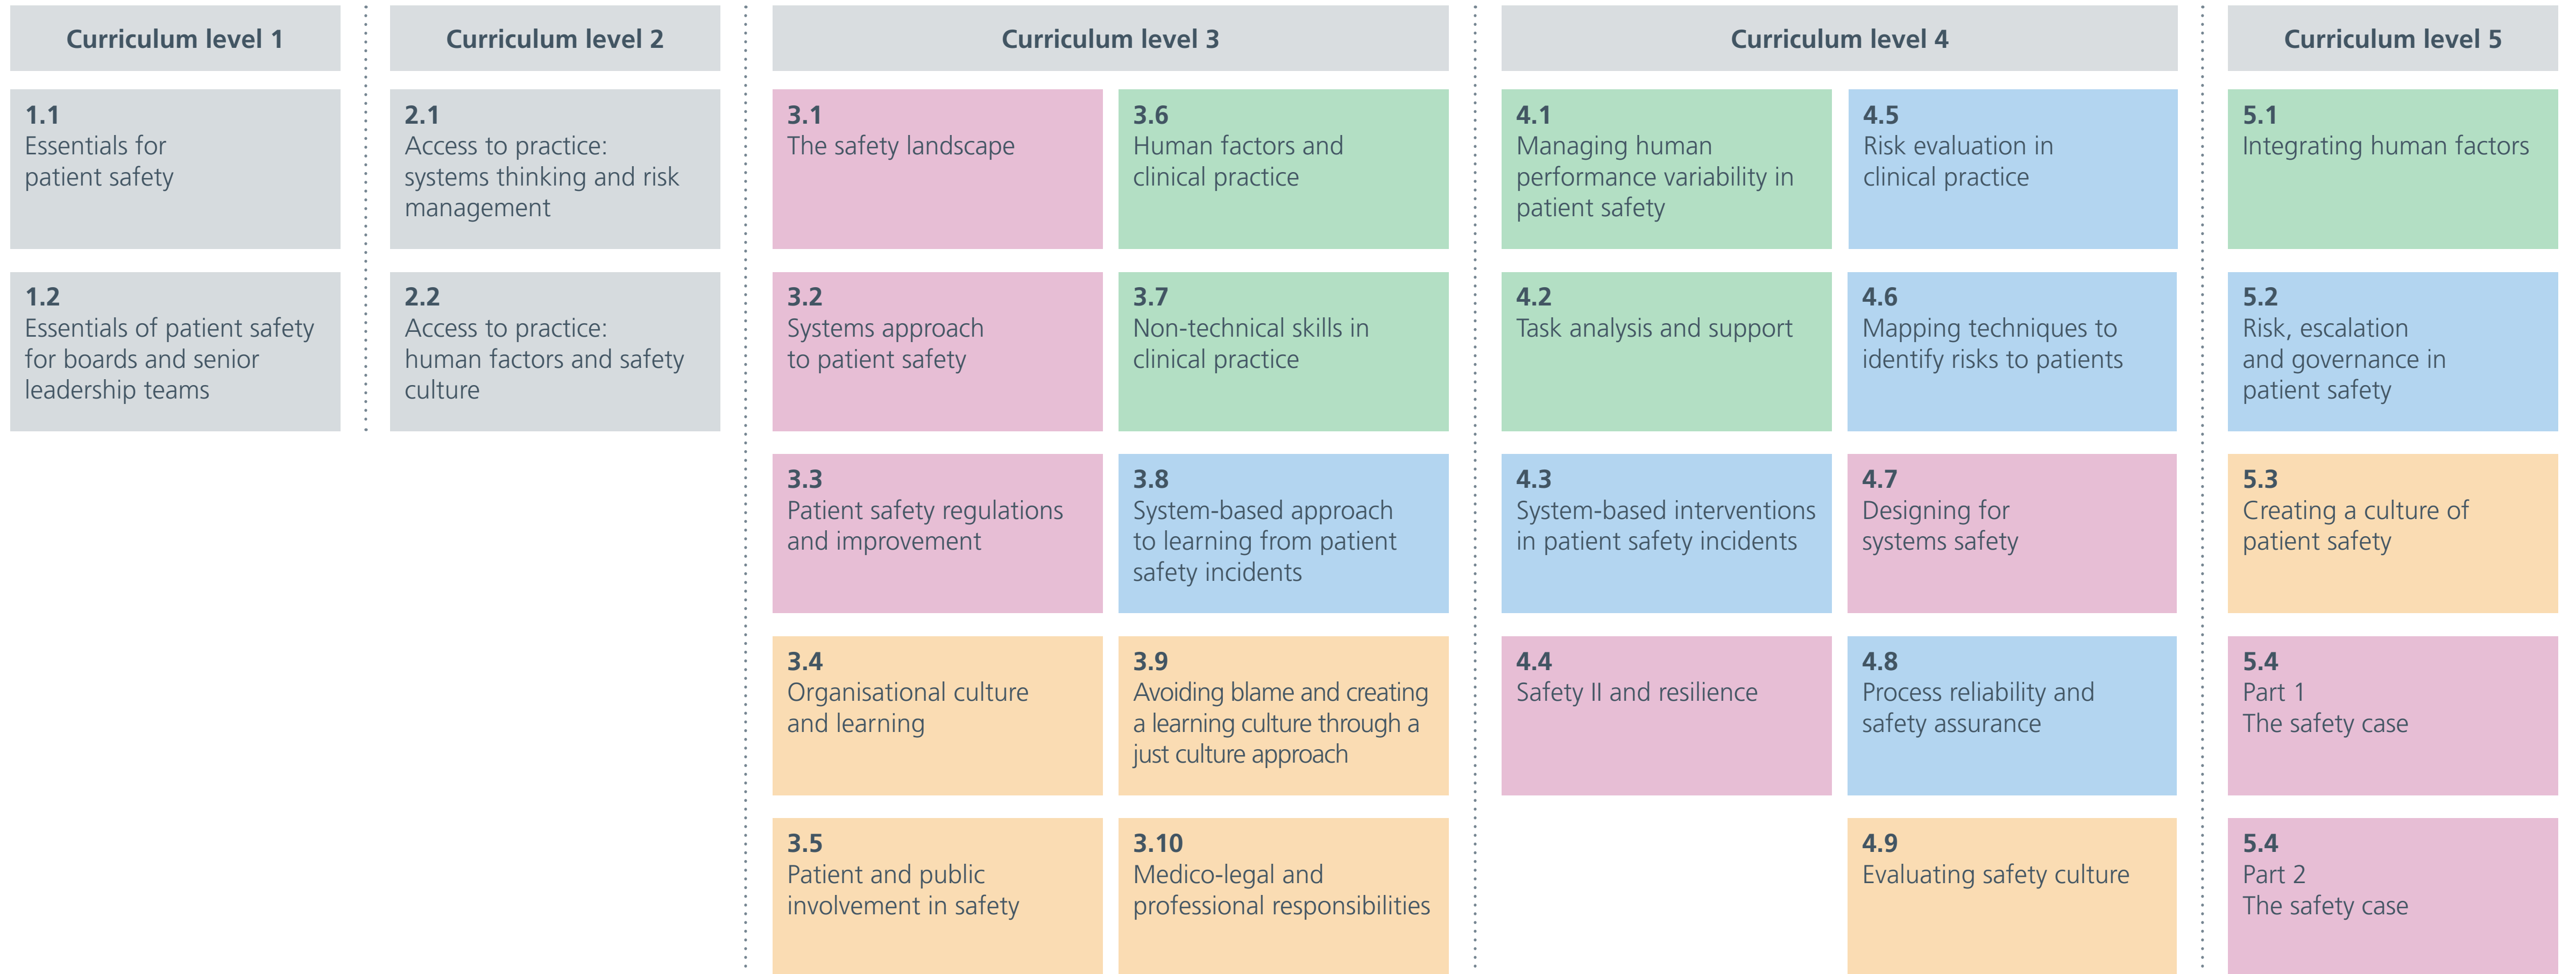 Curriculum level 1
1.1
Essentials for
patient safety
1.2
Essentials of patient safety
for boards and senior
leadership teams
Curriculum level 2
2.1
Access to practice:
systems thinking and risk
management
2.2
Access to practice:
human factors and safety
culture
Curriculum level 3
3.1
The safety landscape
3.2
Systems approach
to patient safety
3.3
Patient safety regulations
and improvement
3.4
Organisational culture
and learning
3.5
Patient and public
involvement in safety
3.6
Human factors and
clinical practice
3.7
Non-technical skills in
clinical practice
3.8
System-based approach
to learning from patient
safety incidents
3.9
Avoiding blame and creating
a learning culture through a
just culture approach
3.10
Medico-legal and
professional responsibilities
Curriculum level 4
4.1
Managing human
performance variability in
patient safety
4.2
Task analysis and support
4.3
System-based interventions
in patient safety incidents
4.4
Safety II and resilience
4.5
Risk evaluation in
clinical practice
4.6
Mapping techniques to
identify risks to patients
4.7
Designing for
systems safety
4.8
Process reliability and
safety assurance
4.9
Evaluating safety culture
Curriculum level 5
5.1
Integrating human factors
5.2
Risk, escalation
and governance in
patient safety
5.3
Creating a culture of
patient safety
5.4
Part 1
The safety case
5.4
Part 2
The safety case